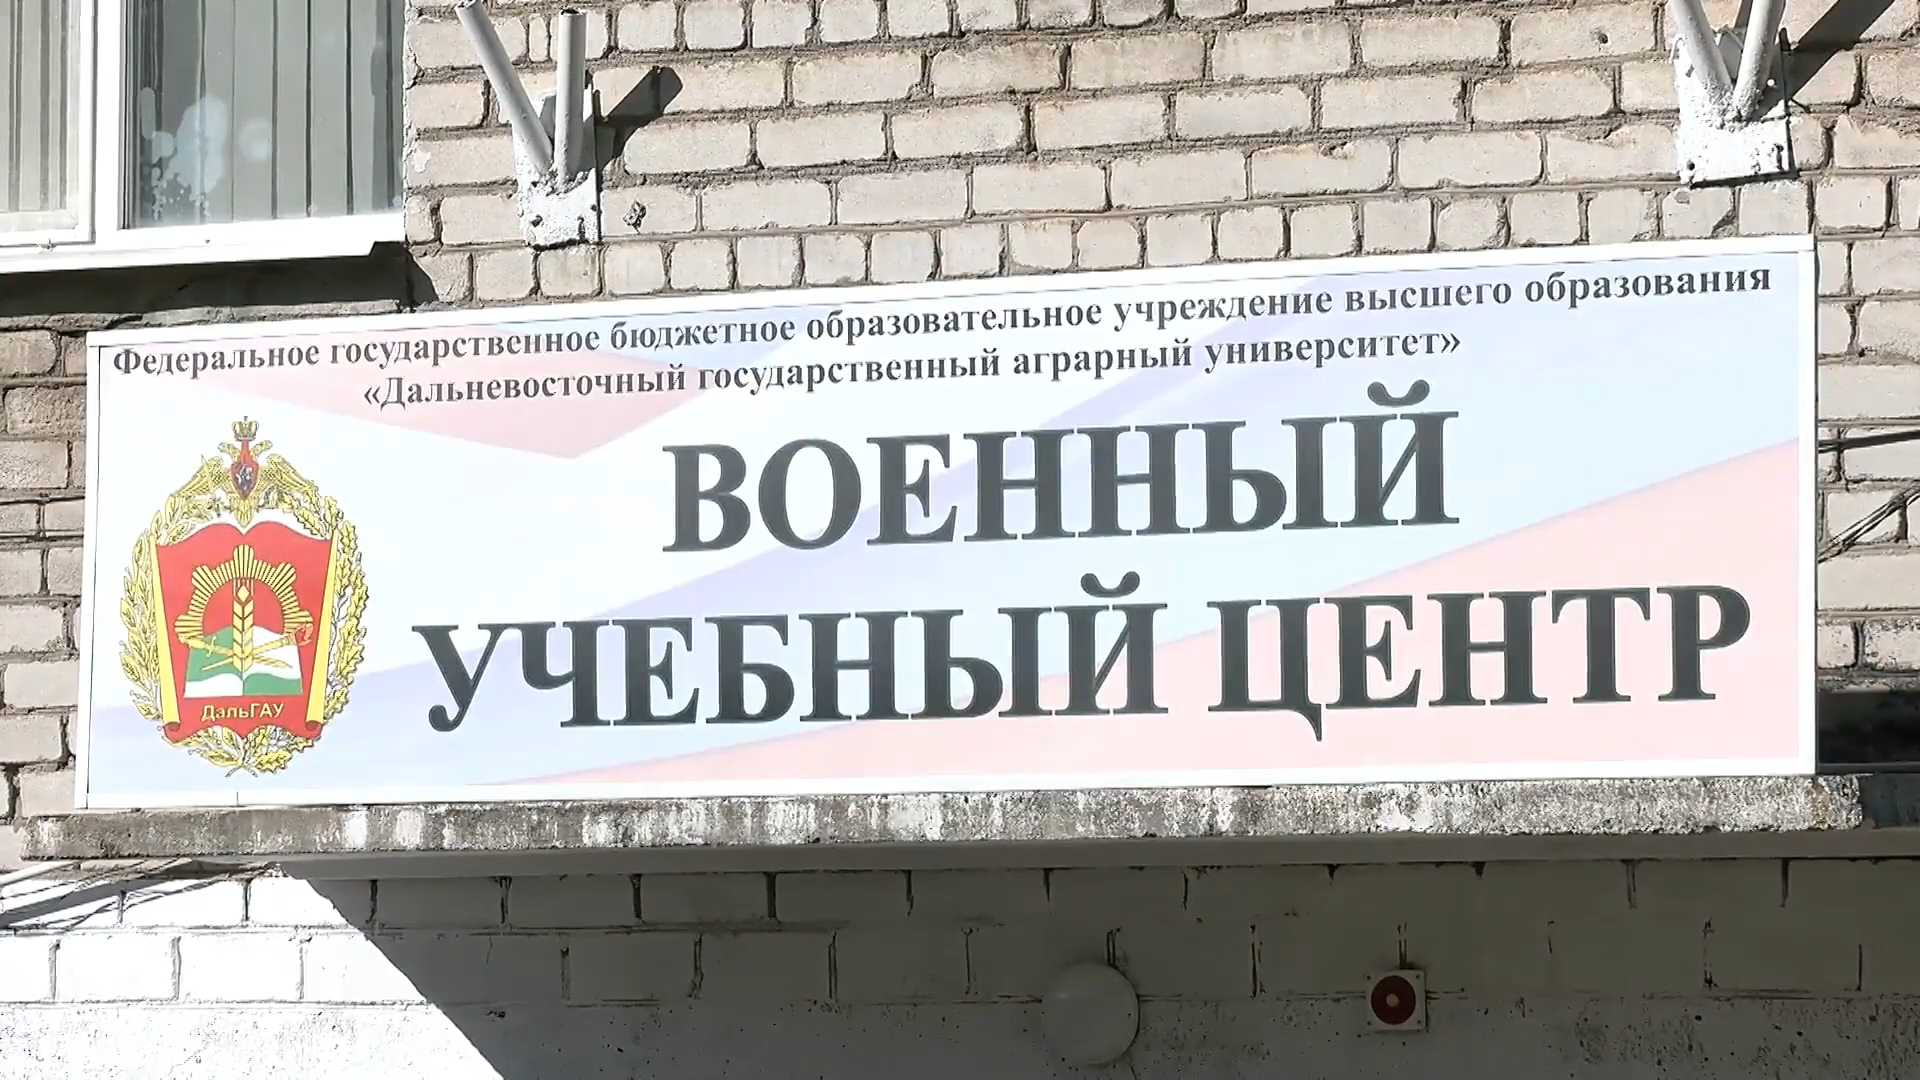 Федеральное государственное бюджетное образовательное учреждение высшего образования
«Дальневосточный государственный аграрный университет»
ВОЕННЫЙ
УЧЕБНЫЙ ЦЕНТР
ДальГАУ